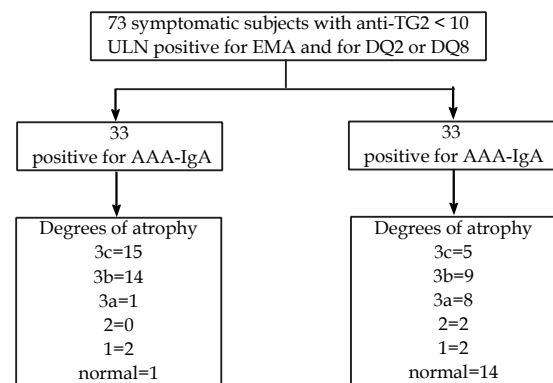 73 symptomatic subjects with anti-TG2 < 10
ULN positive for EMA and for DQ2 or DQ8
33
positive for AAA-IgA
33
positive for AAA-IgA
Degrees of atrophy
3c=15
3b=14
3a=1
2=0
1=2
normal=1
Degrees of atrophy
3c=5
3b=9
3a=8
2=2
1=2
normal=14